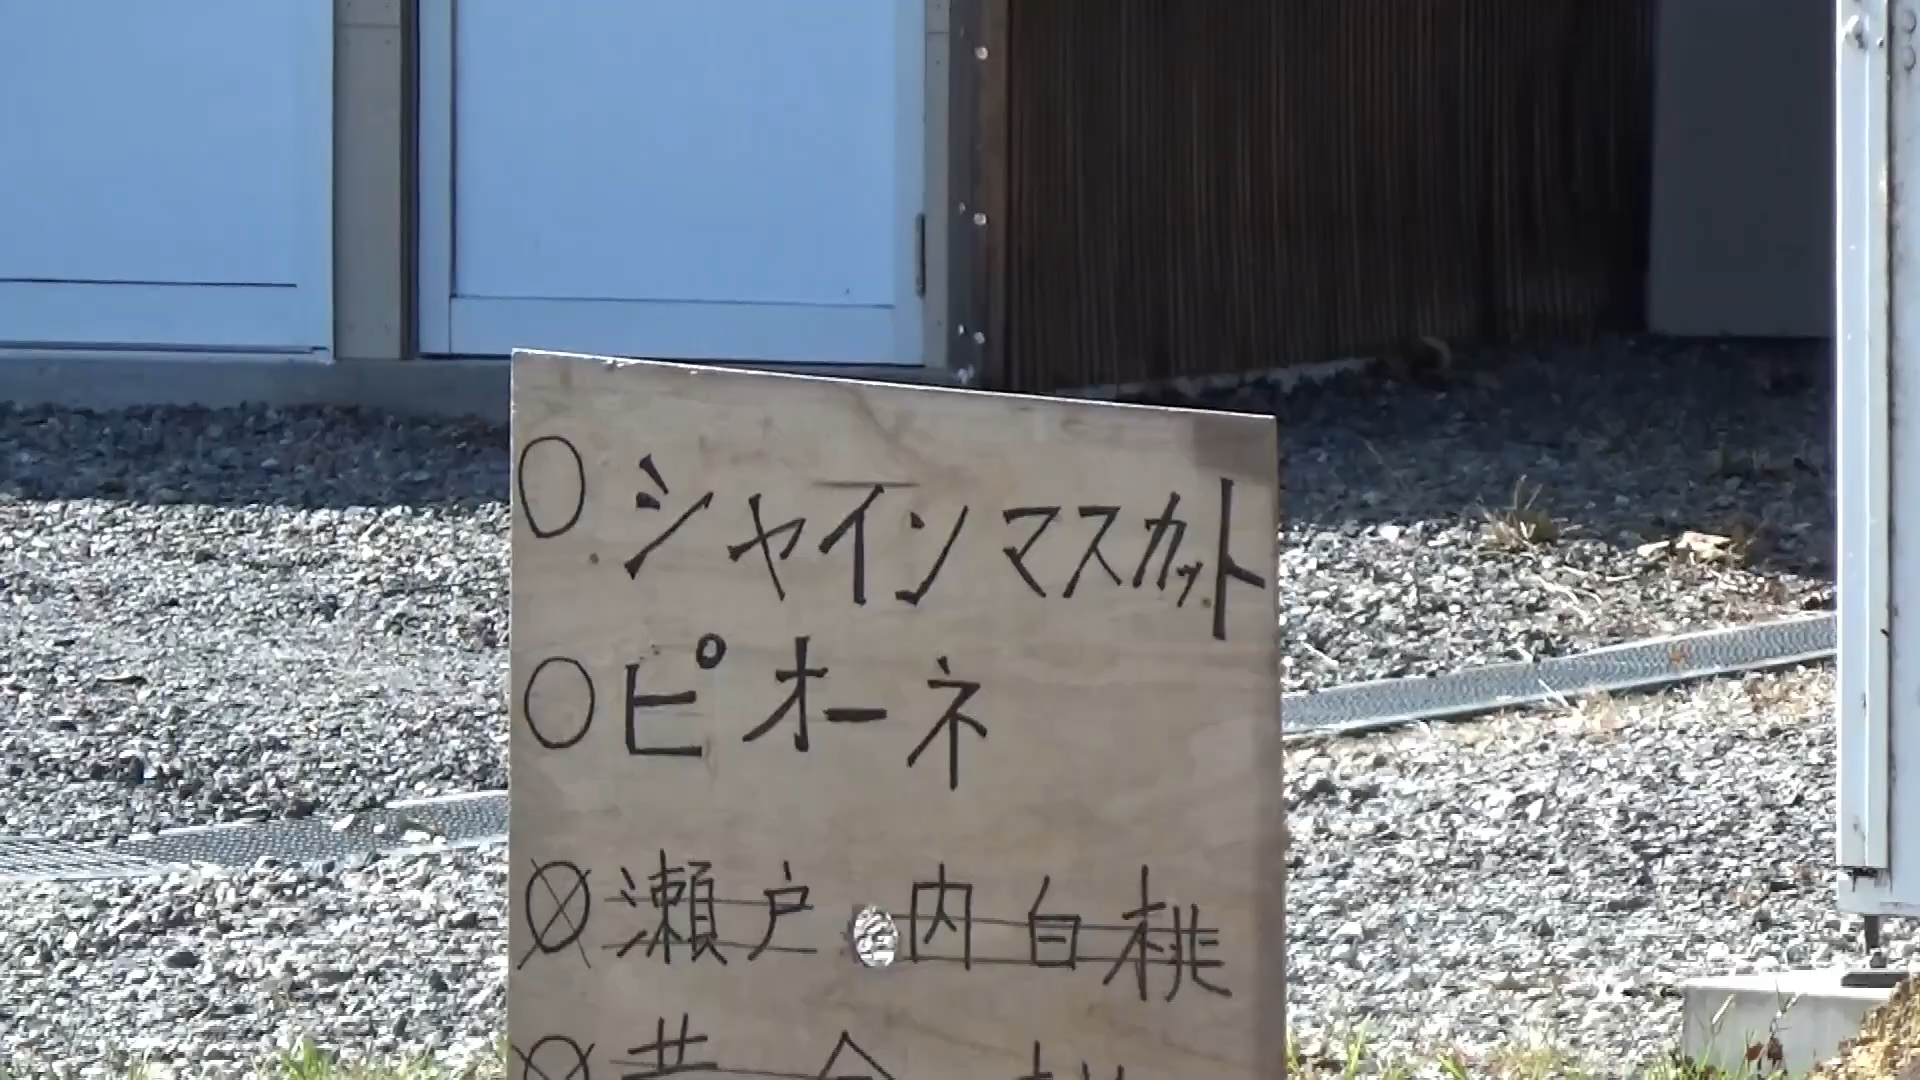 ○ シャインマスカット
○ ピオーネ
瀬戸内白桃